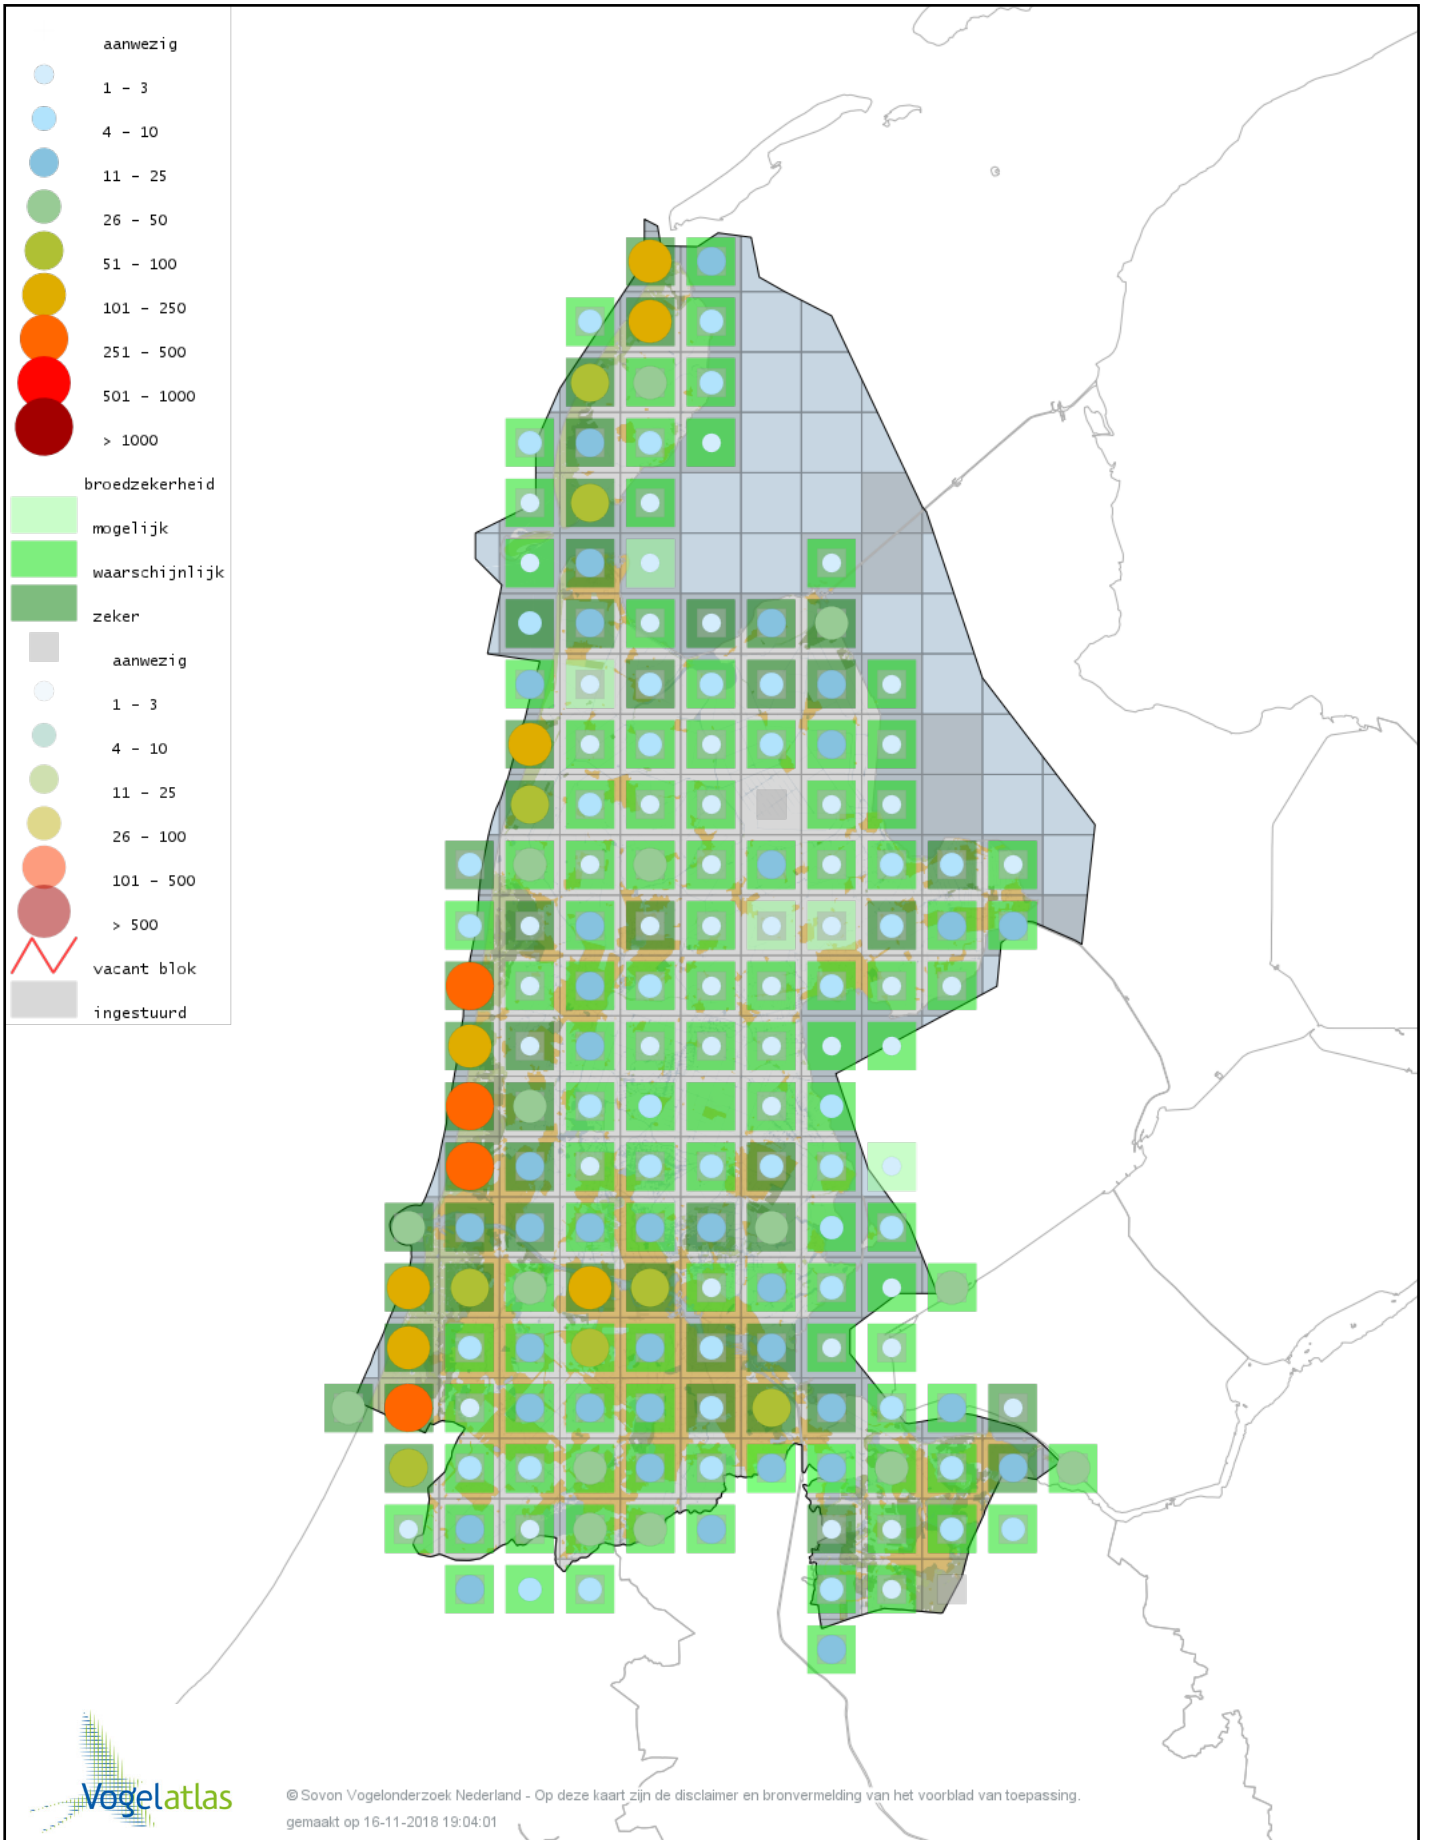 aanwezig
1 - 3
4 - 10
11 - 25
26 - 50
51 - 100
101 - 250
251 - 500
501 - 1000
> 1000
broedzekerheid
mogelijk
waarschijnlijk
zeker
aanwezig
1 - 3
4 - 10
11 - 25
26 - 100
101 - 500
> 500
vacant blok
ingestuurd
Vogelatlas
© Sovon Vogelonderzoek Nederland - Op deze kaart zijn de disclaimer en bronvermelding van het voorblad van toepassing.
gemaakt op 16-11-2018 19:04:01